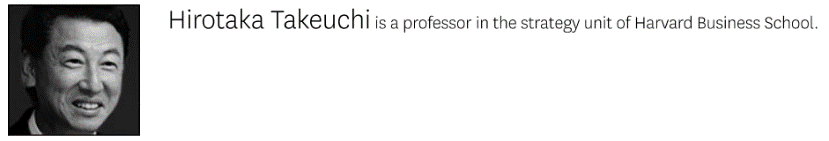 Hirotaka Takeuchi is a professor in the strategy unit of Harvard Business School.